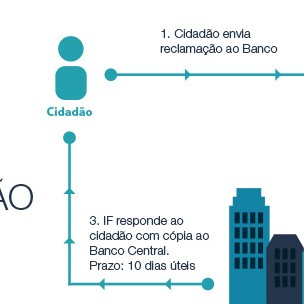 1. Cidadão envia
reclamação ao Banco
Cidadão
ÃO
3. IF responde ao
cidadão com cópia ao
Banco Central.
Prazo: 10 dias úteis